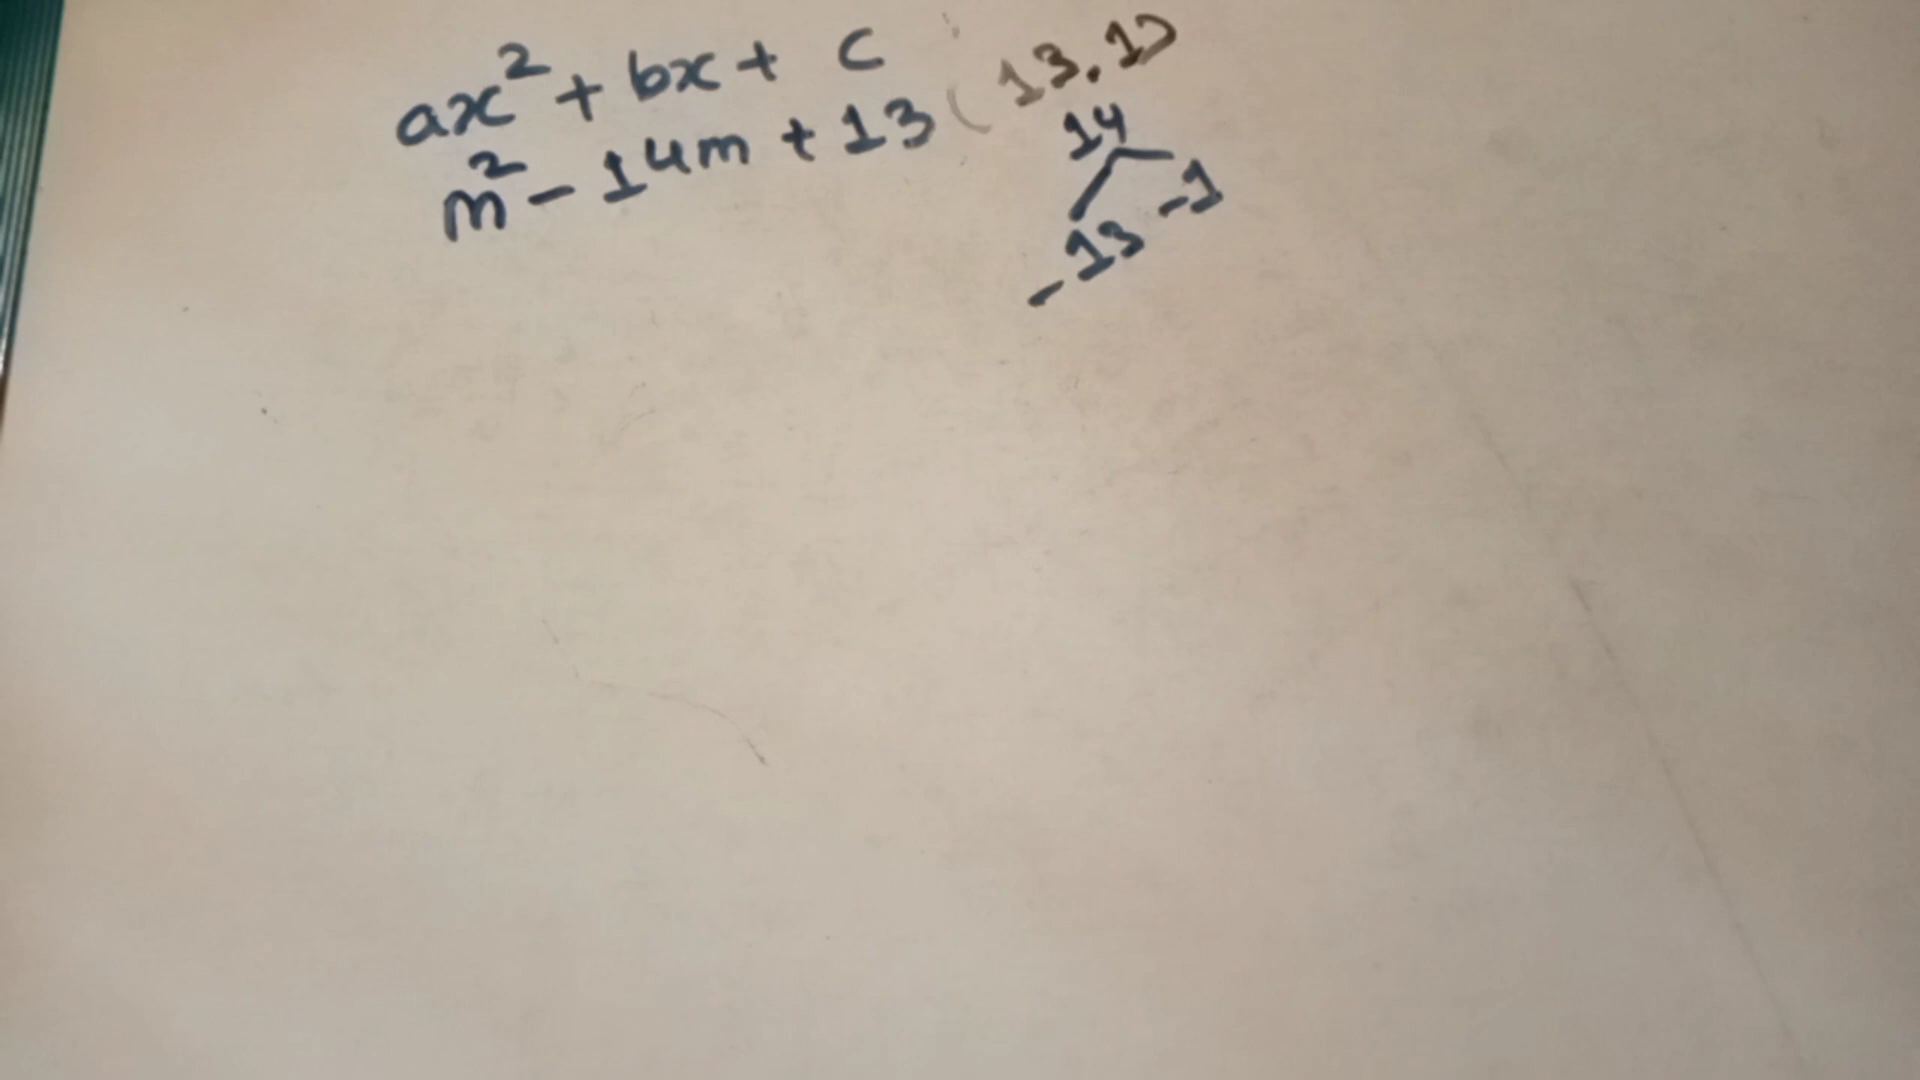 ax² + bx + c
m² - 14m + 13 (13.1)
14
-13 -1